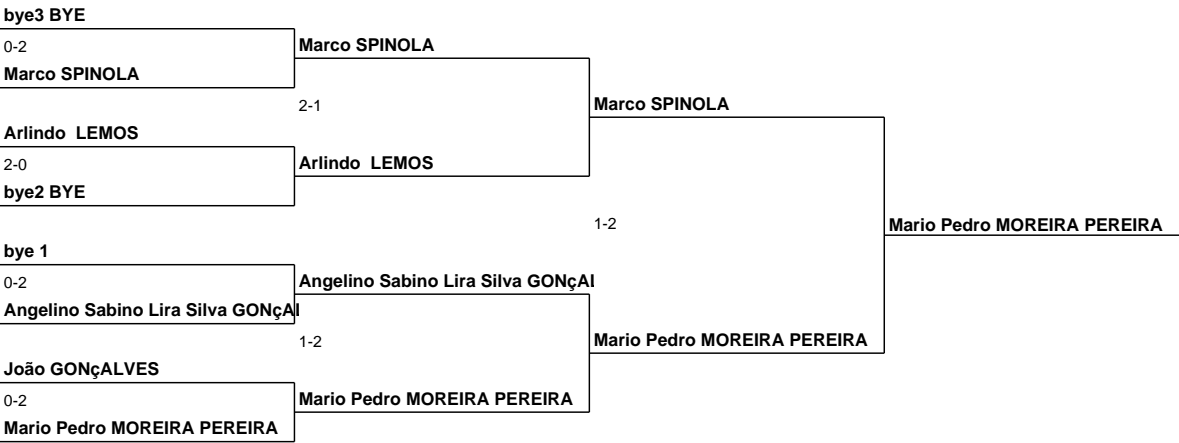 bye3 BYE
0-2
Marco SPINOLA
Marco SPINOLA
2-1
Marco SPINOLA
Arlindo LEMOS
2-0
Arlindo LEMOS
bye2 BYE
1-2
Mario Pedro MOREIRA PEREIRA
bye 1
0-2
Angelino Sabino Lira Silva GONçAL
Angelino Sabino Lira Silva GONçAl
1-2
Mario Pedro MOREIRA PEREIRA
João GONçALVES
0-2
Mario Pedro MOREIRA PEREIRA
Mario Pedro MOREIRA PEREIRA